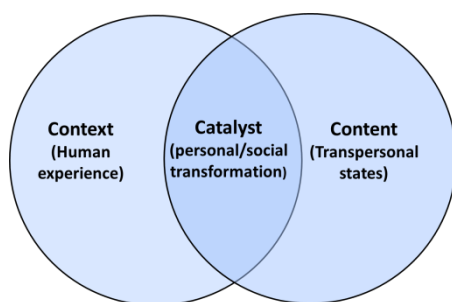 Context
(Human
experience)
Catalyst
(personal/social
transformation)
Content
(Transpersonal
states)